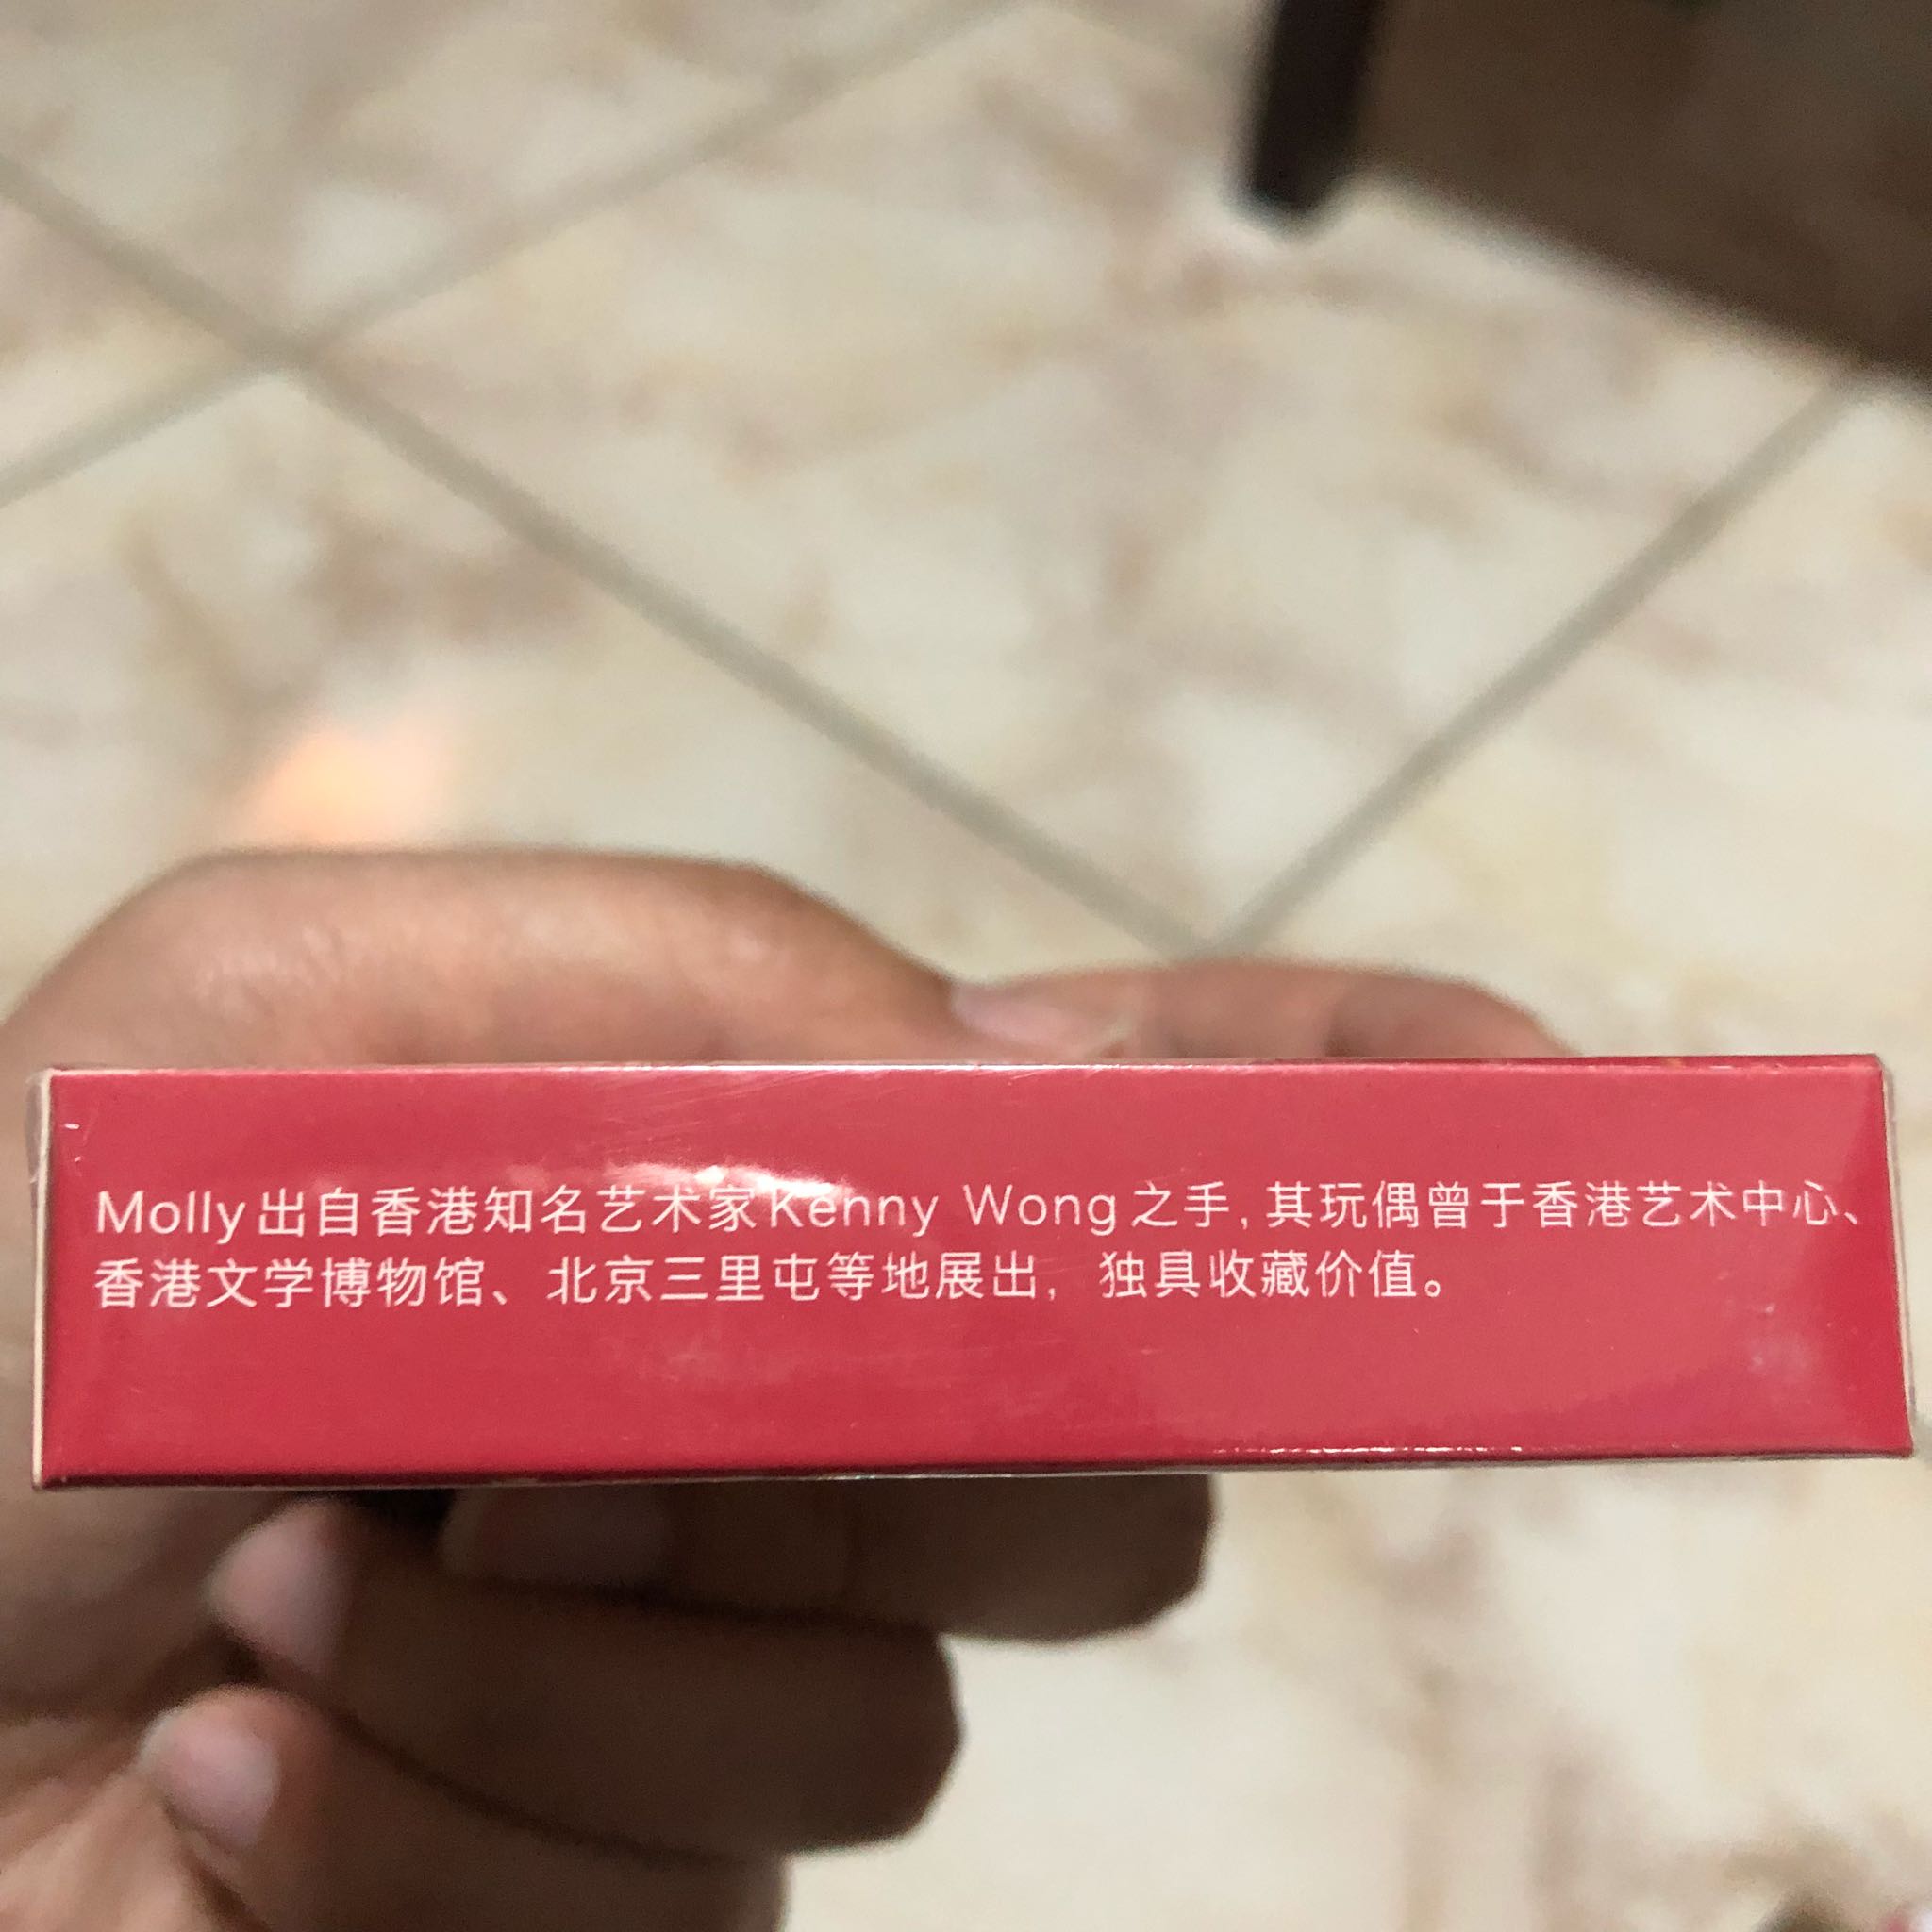 Molly出自香港知名艺术家Kenny Wong之手,其玩偶曾于香港艺术中心、
香港文学博物馆、北京三里屯等地展出, 独具收藏价值。